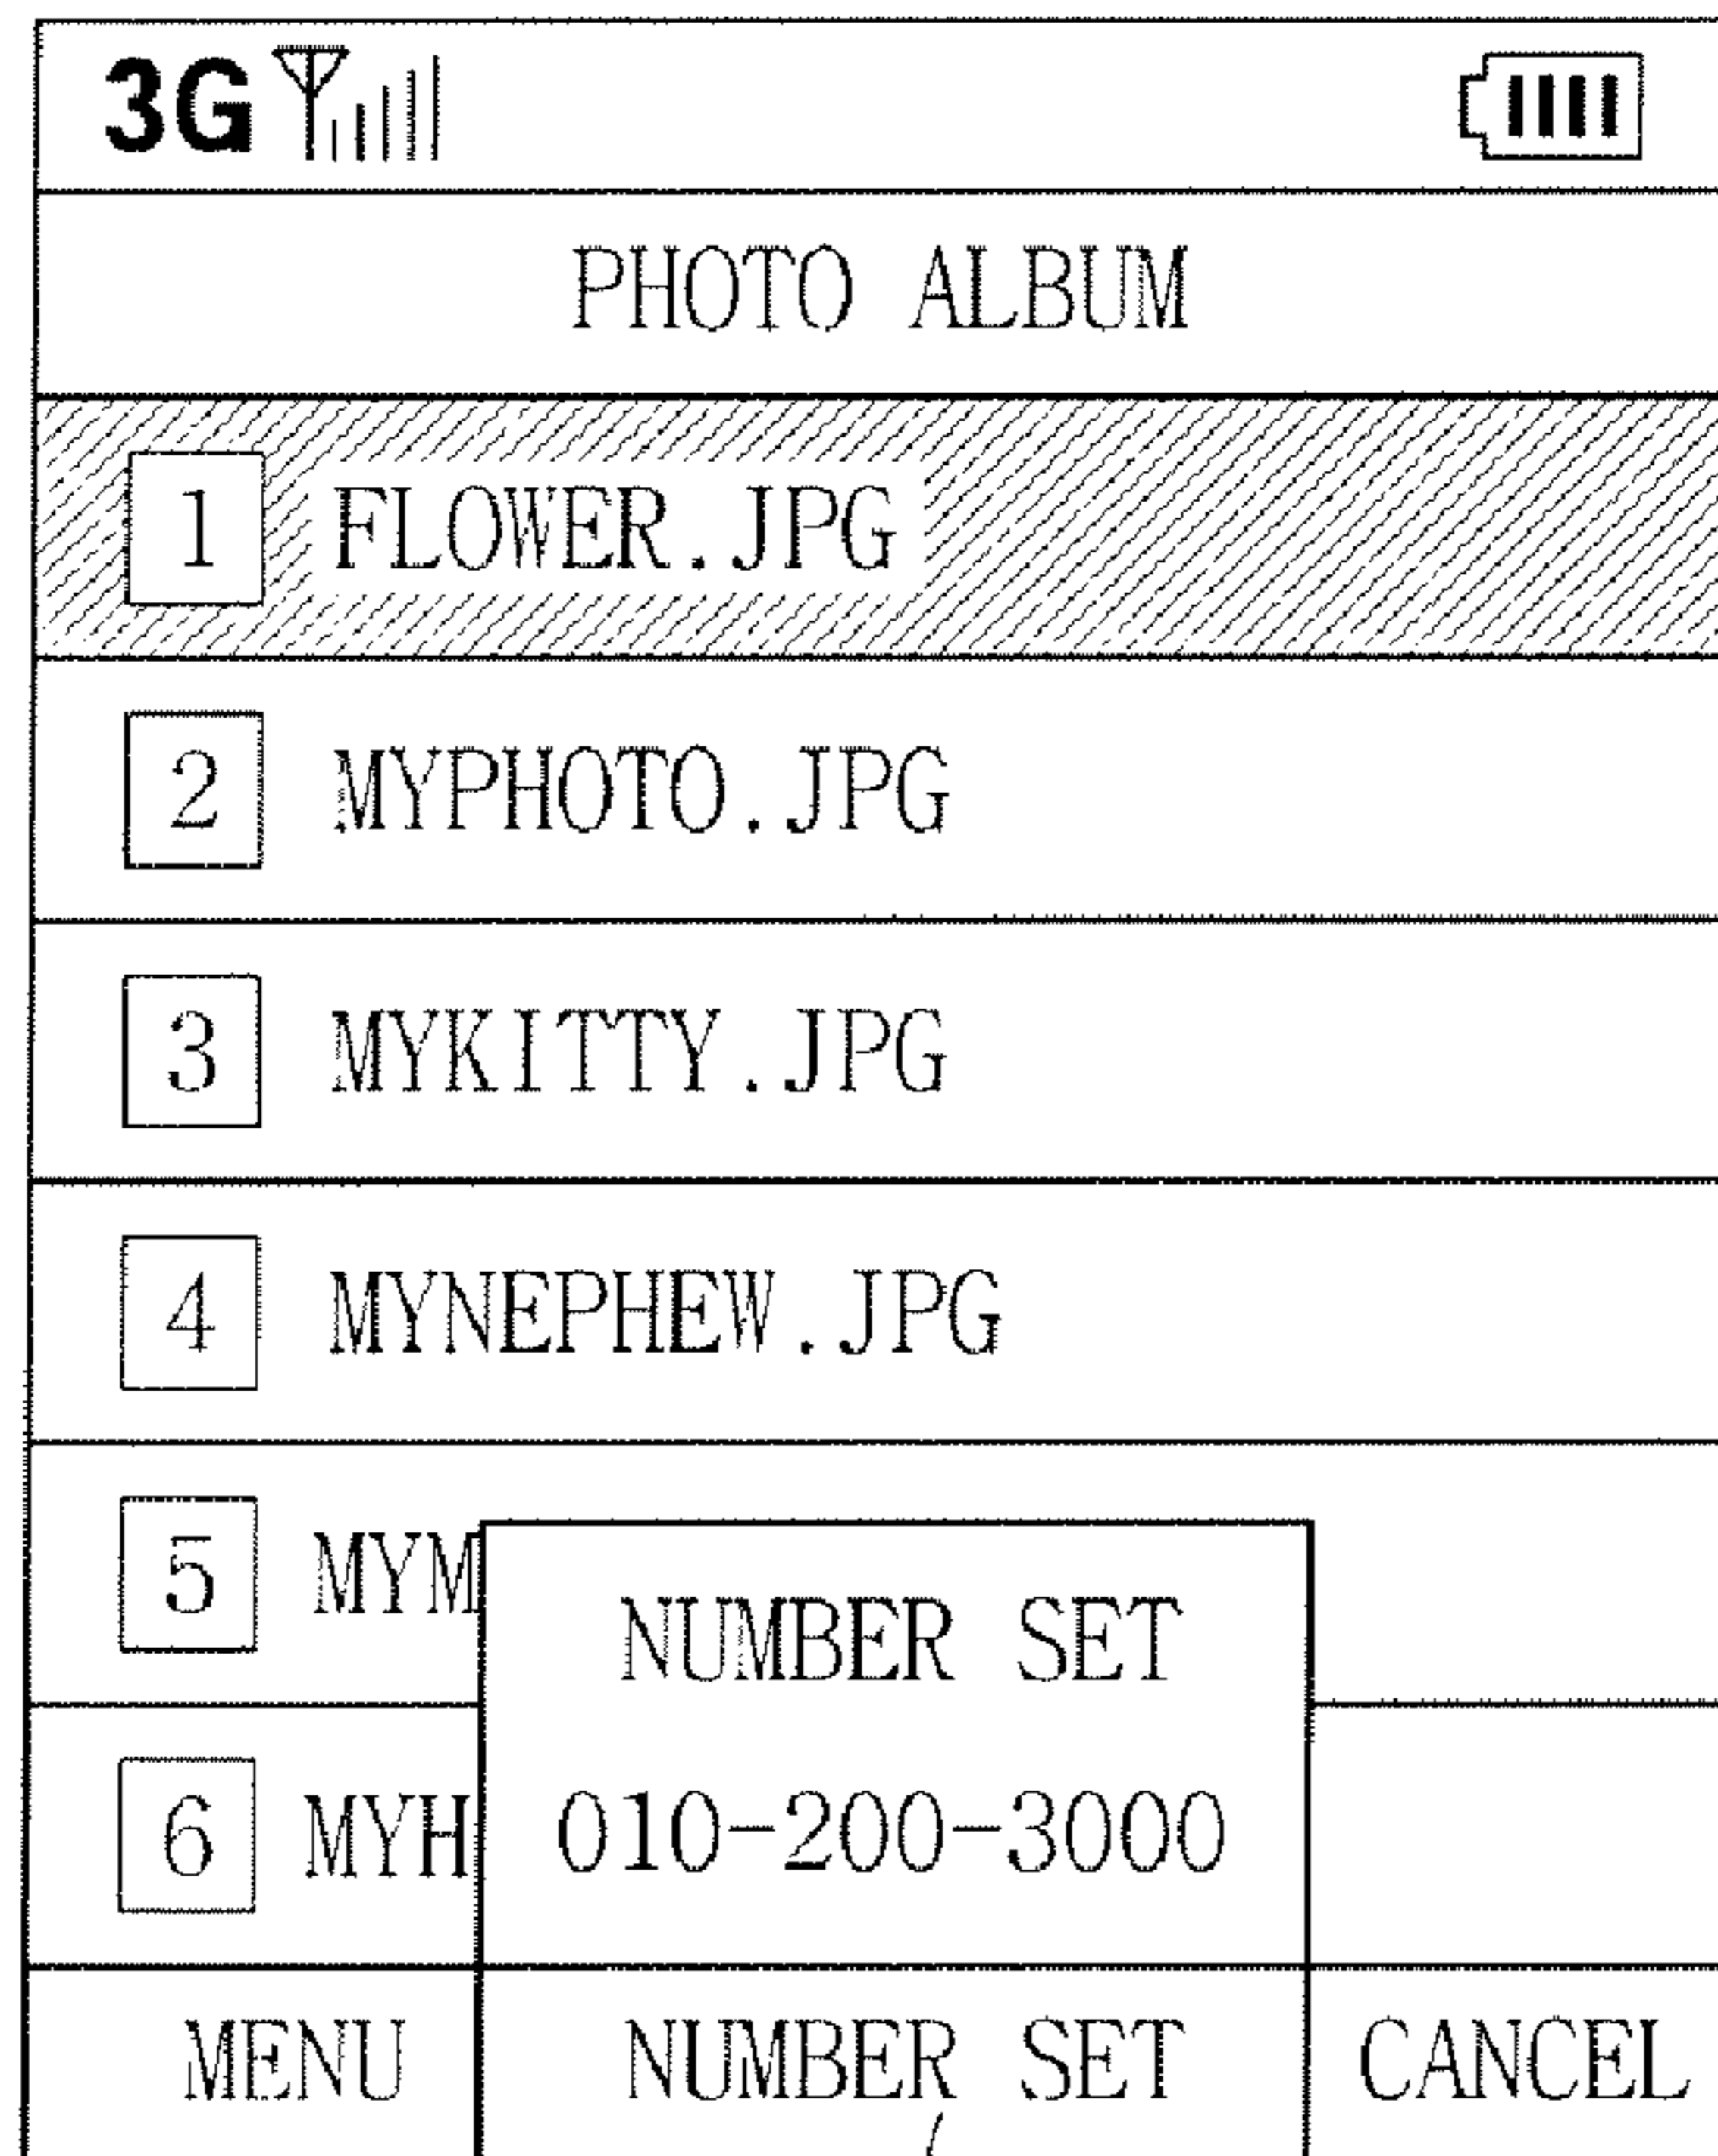 3G
PHOTO ALBUM
1 FLOWER.JPG
2 MYPHOTO.JPG
3 MYKITTY.JPG
4 MYNEPHEW.JPG
5 MYM
NUMBER SET
6 MYH
010-200-3000
MENU NUMBER SET CANCEL